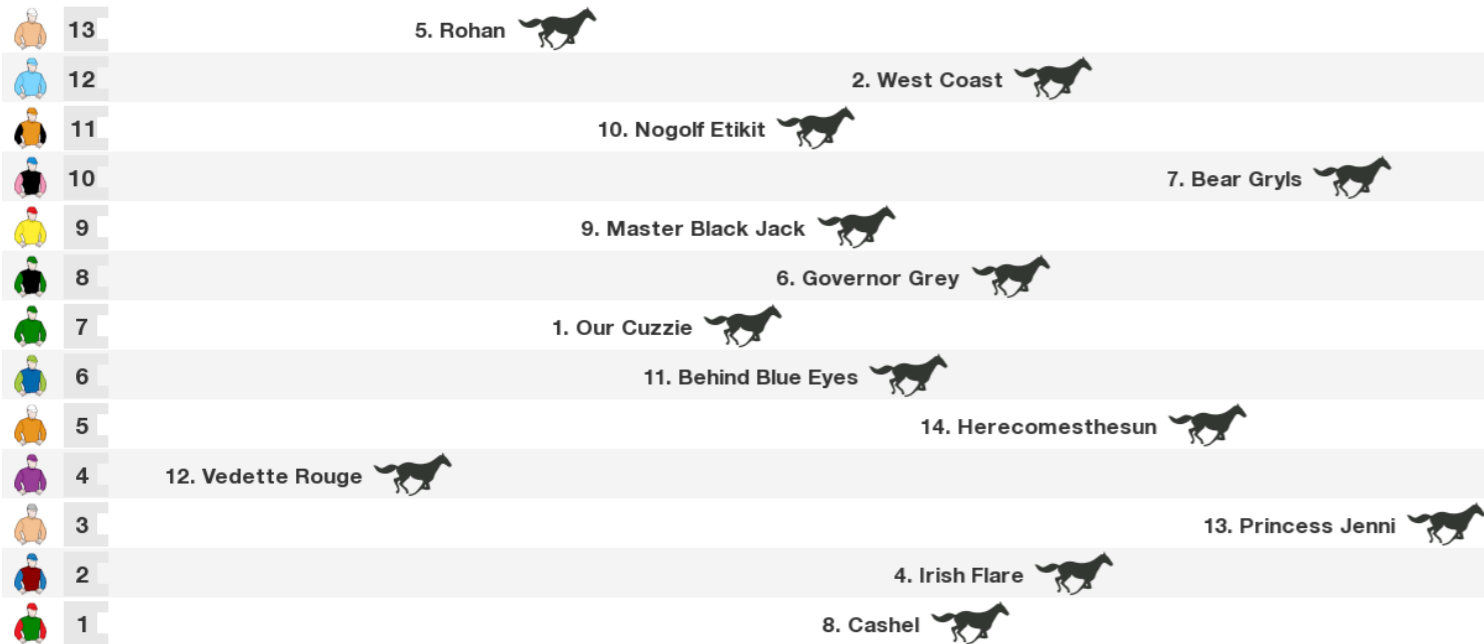 13 5. Rohan
12 2. West Coast
11 10. Nogolf Etikit
10 7. Bear Gryls
9 9. Master Black Jack
8 6. Governor Grey
7 1. Our Cuzzie
6 11. Behind Blue Eyes
5 14. Herecomesthesun
4 12. Vedette Rouge
3 13. Princess Jenni
2 4. Irish Flare
1 8. Cashel